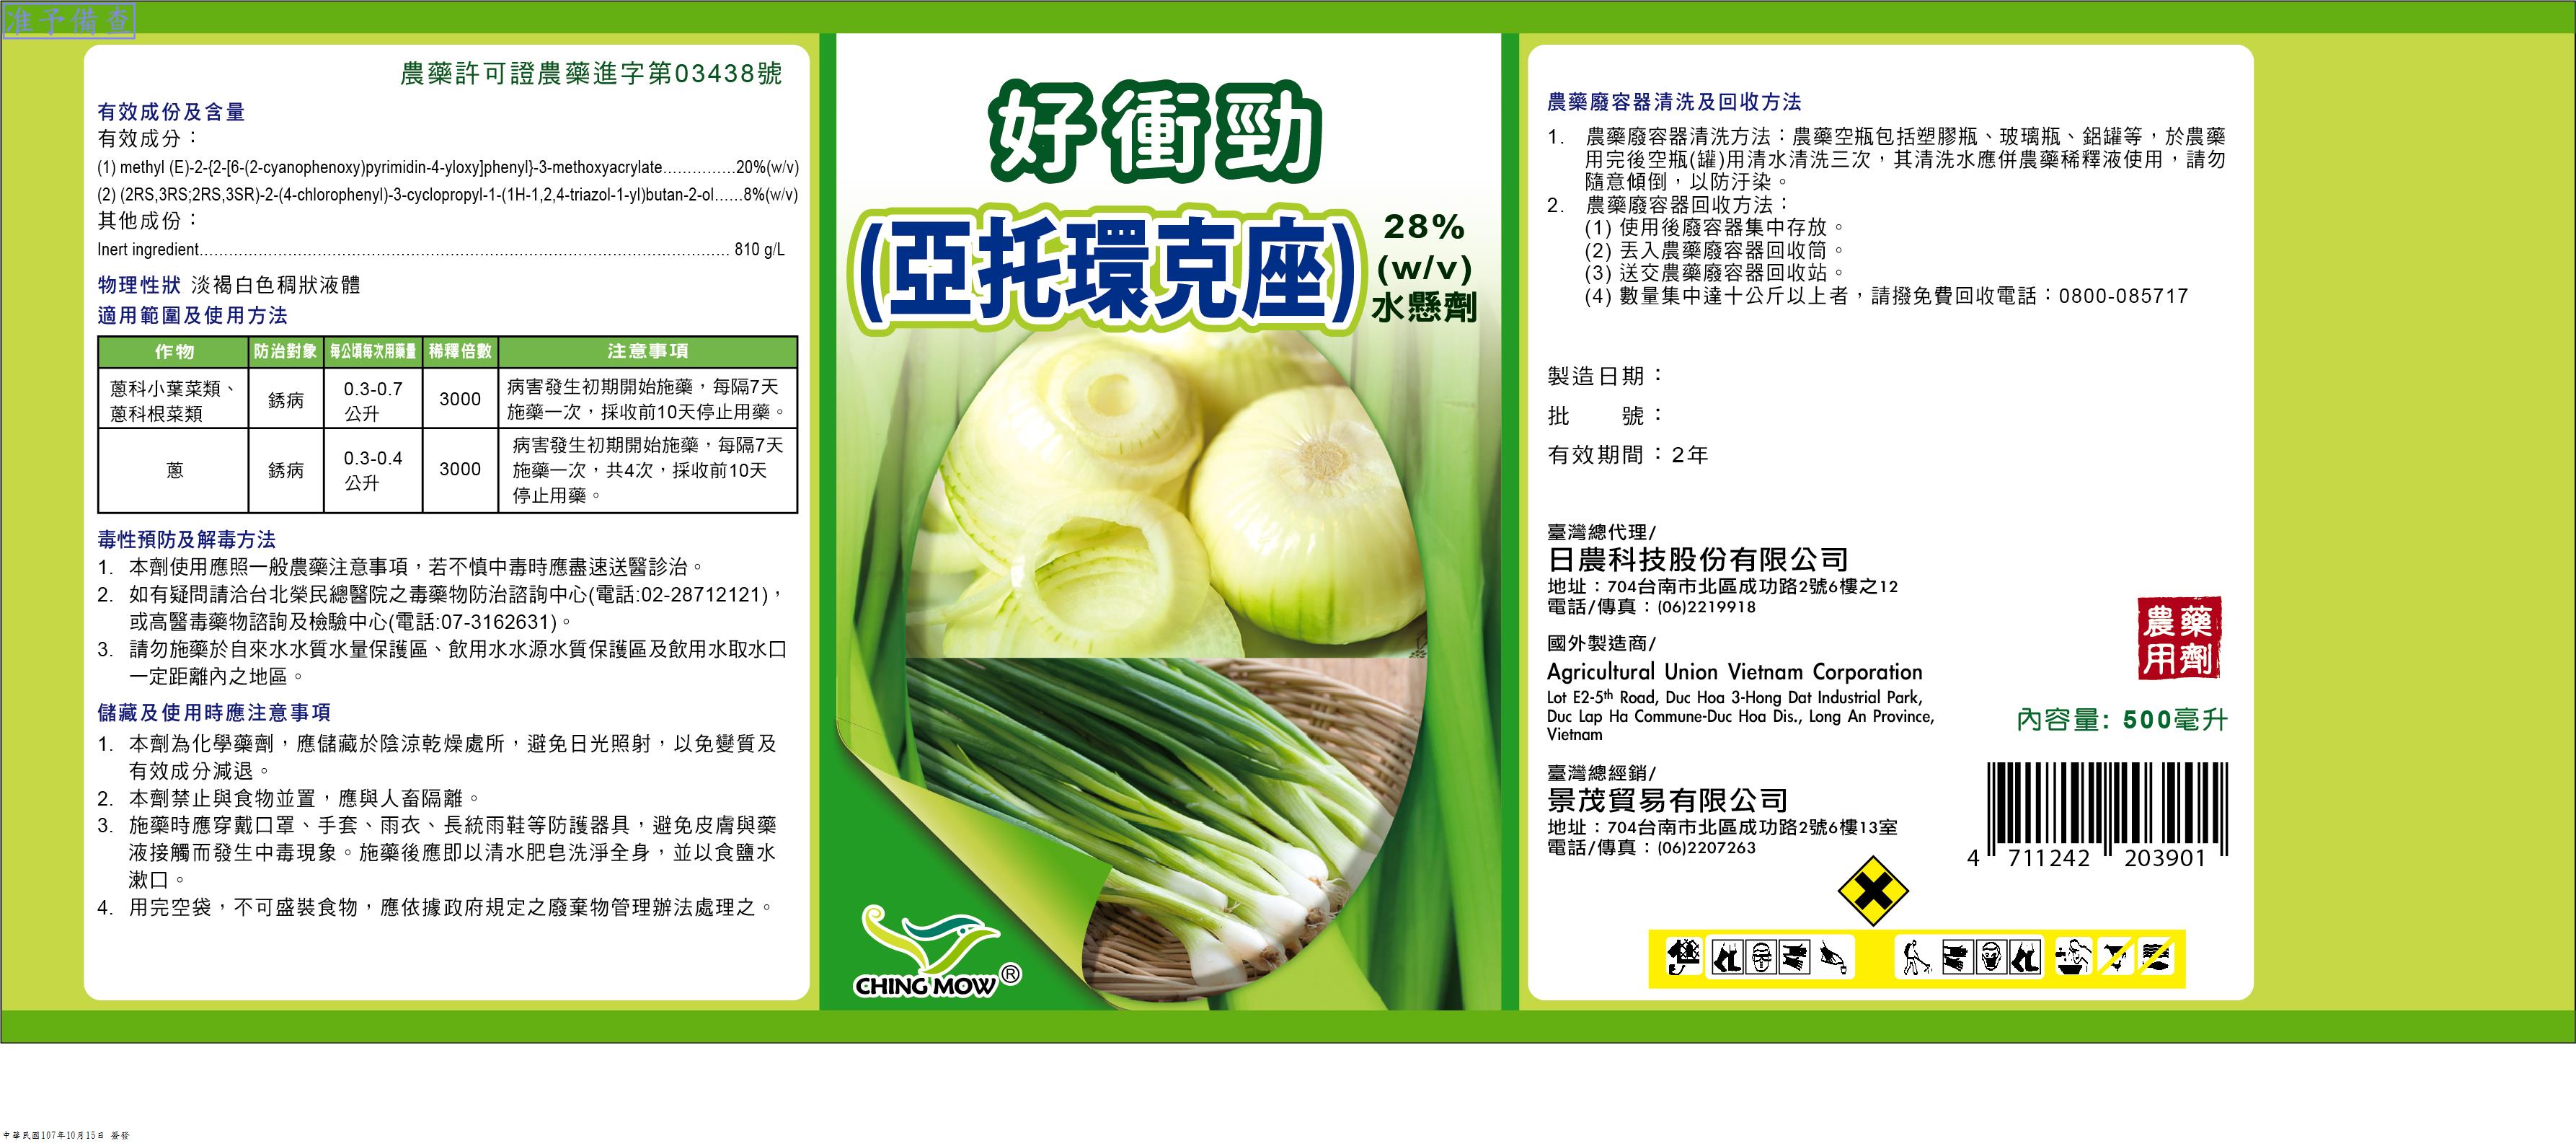 准予備查
農藥許可證農藥進字第03438號
有效成份及含量
有效成分：
(1) methyl (E)-2-{2-[6-(2-cyanophenoxy)pyrimidin-4-yloxy]phenyl}-3-methoxyacrylate...............20%(w/v)
(2) (2RS,3RS;2RS,3SR)-2-(4-chlorophenyl)-3-cyclopropyl-1-(1H-1,2,4-triazol-1-yl)butan-2-ol......8%(w/v)
其他成份：
Inert ingredient............................................................................................................. 810 g/L
物理性狀 淡褐白色稠狀液體
適用範圍及使用方法
作物 防治對象 每公頃每次用藥量 稀釋倍數 注意事項
蔥科小葉菜類、
蔥科根菜類
銹病
0.3-0.7
公升
3000
病害發生初期開始施藥，每隔7天
施藥一次，採收前10天停止用藥。
蔥
銹病
0.3-0.4
公升
3000
病害發生初期開始施藥，每隔7天
施藥一次，共4次，採收前10天
停止用藥。
毒性預防及解毒方法
1. 本劑使用應照一般農藥注意事項，若不慎中毒時應盡速送醫診治。
2. 如有疑問請洽台北榮民總醫院之毒藥物防治諮詢中心(電話:02-28712121)，
或高醫毒藥物諮詢及檢驗中心(電話:07-3162631)。
3. 請勿施藥於自來水水質水量保護區、飲用水水源水質保護區及飲用水取水口
一定距離內之地區。
儲藏及使用時應注意事項
1. 本劑為化學藥劑，應儲藏於陰涼乾燥處所，避免日光照射，以免變質及
有效成分減退。
2. 本劑禁止與食物並置，應與人畜隔離。
3. 施藥時應穿戴口罩、手套、雨衣、長統雨鞋等防護器具，避免皮膚與藥
液接觸而發生中毒現象。施藥後應即以清水肥皂洗淨全身，並以食鹽水
漱口。
4. 用完空袋，不可盛裝食物，應依據政府規定之廢棄物管理辦法處理之。
好衝勁
(亞托環克座)
28%
(w/v)
水懸劑
CHING MOW ®
農藥廢容器清洗及回收方法
1. 農藥廢容器清洗方法：農藥空瓶包括塑膠瓶、玻璃瓶、鋁罐等，於農藥
用完後空瓶(罐)用清水清洗三次，其清洗水應併農藥稀釋液使用，請勿
隨意傾倒，以防汙染。
2. 農藥廢容器回收方法：
(1) 使用後廢容器集中存放。
(2) 丟入農藥廢容器回收筒。
(3) 送交農藥廢容器回收站。
(4) 數量集中達十公斤以上者，請撥免費回收電話：0800-085717
製造日期：
批 號：
有效期間：2年
臺灣總代理/
日農科技股份有限公司
地址：704台南市北區成功路2號6樓之12
電話/傳真：(06)2219918
國外製造商/
Agricultural Union Vietnam Corporation
Lot E2-5th Road, Duc Hoa 3-Hong Dat Industrial Park,
Duc Lap Ha Commune-Duc Hoa Dis., Long An Province,
Vietnam
臺灣總經銷/
景茂貿易有限公司
地址：704台南市北區成功路2號6樓13室
電話/傳真：(06)2207263
農藥
用劑
內容量: 500毫升
4 711242 203901
中華民國107年10月15日 簽發